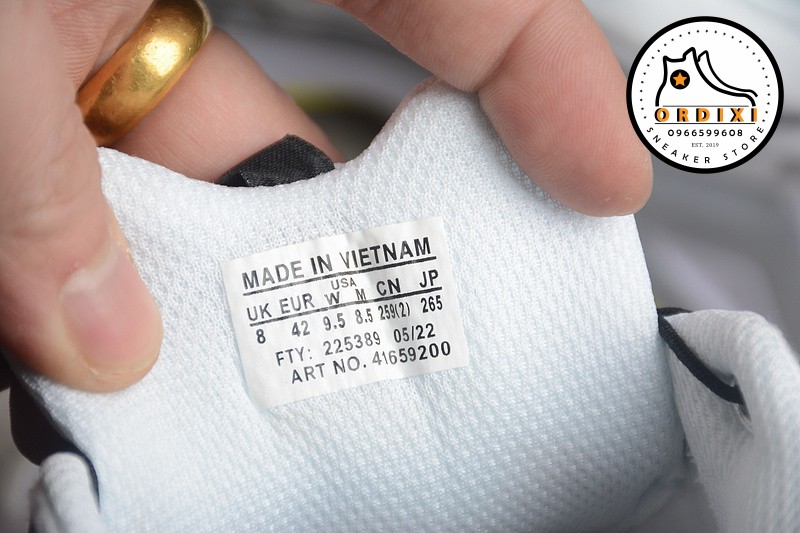 MADE IN VIETNAM
USA
UK EUR W M CN JP
8 42 9.5 8.5 259(2) 265
FTY: 225389 05/22
ART NO. 41659200
ORDIXI
0966599608
EST. 2019
SNEAKER STORE